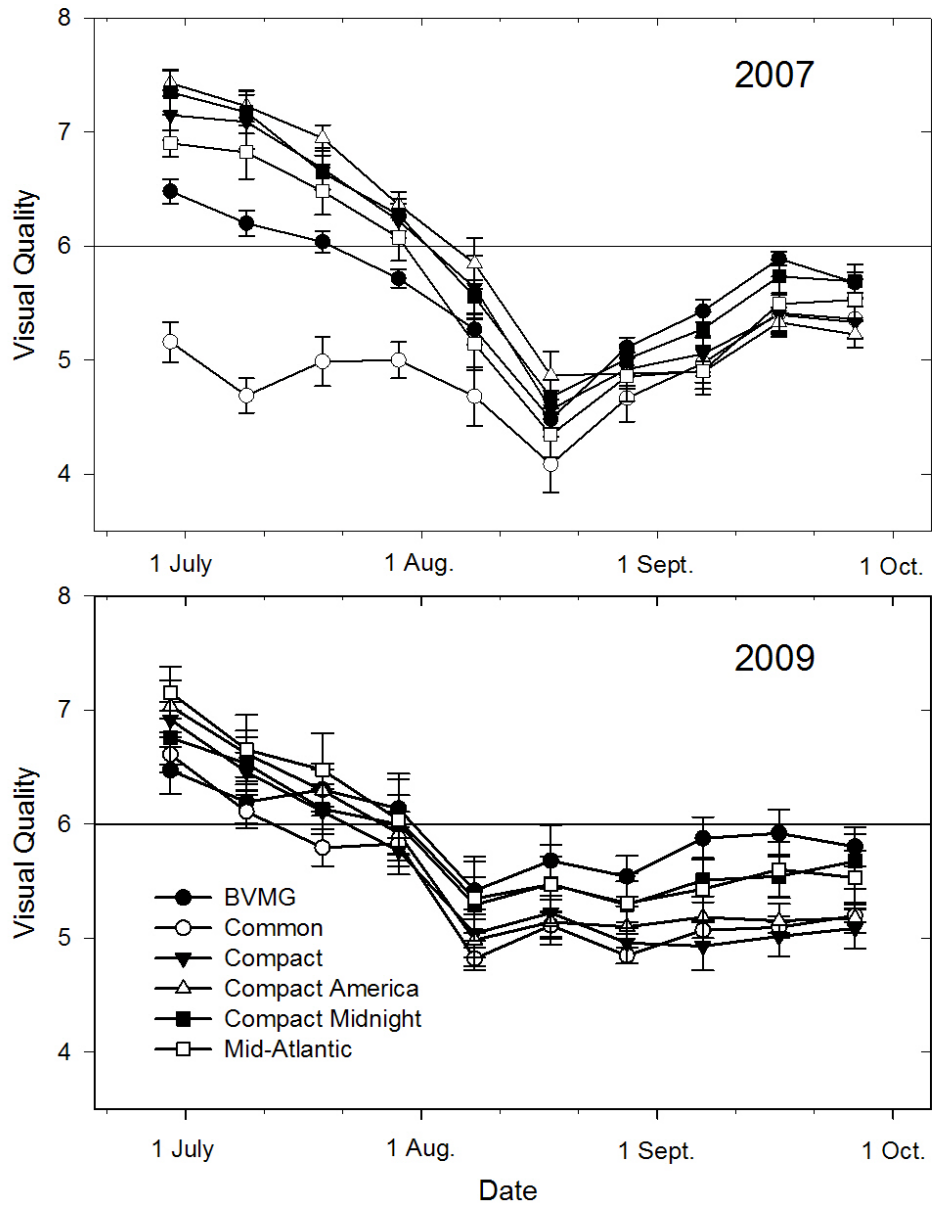 8
2007
7
6
5
4
Visual Quality
1 July
1 Aug.
1 Sept.
1 Oct.
8
2009
7
6
5
4
Visual Quality
BVMG
Common
Compact
Compact America
Compact Midnight
Mid-Atlantic
1 July
1 Aug.
1 Sept.
1 Oct.
Date